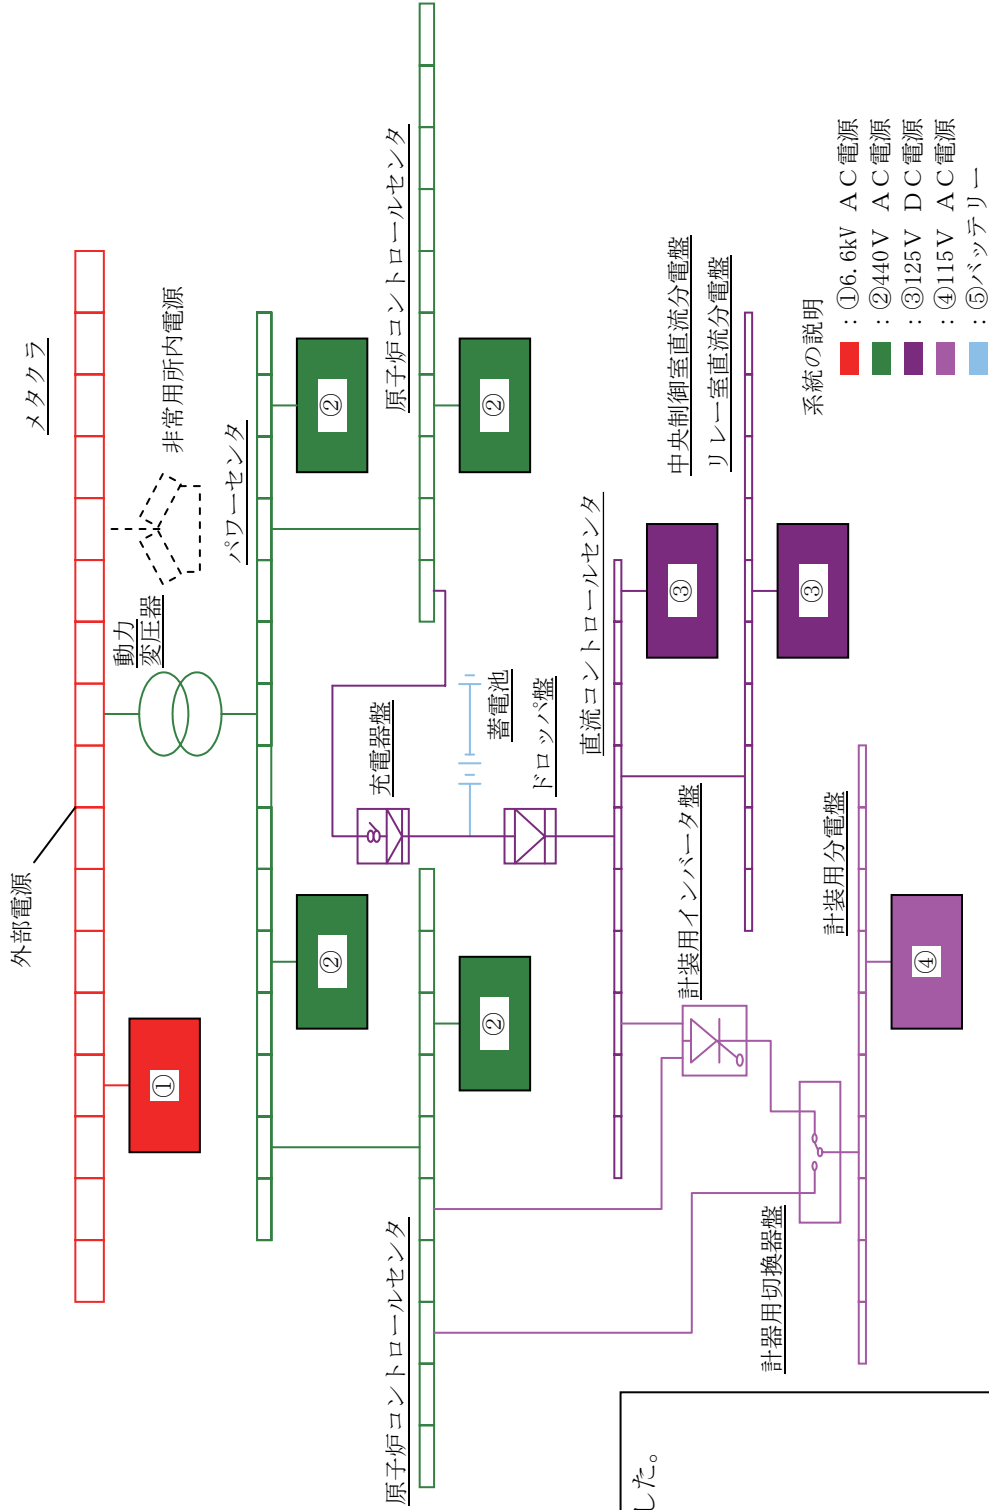 外部電源
メタクラ
①
動力
変圧器
非常用所内電源
パワーセンタ
②
②
原子炉コントロールセンタ
原子炉コントロールセンタ
②
②
充電器盤
蓄電池
ドロッパ盤
直流コントロールセンタ
③
中央制御室直流分電盤
リレー室直流分電盤
③
計装用インバータ盤
計器用切換器盤
計装用分電盤
④
系統の説明
：①6.6kV ＡＣ電源
：②440V ＡＣ電源
：③125V ＤＣ電源
：④115V ＡＣ電源
：⑤バッテリー
した。